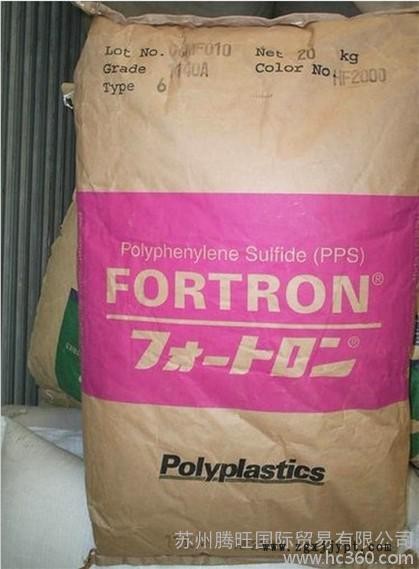 Lot No. Net 20 kg
Grade 1140A Color No. HF2000
Type 6
Polyphenylene Sulfide (PPS)
FORTRON®
フォートロン®
Polyplastics
苏州腾旺国际贸易有限公司
www.hc360.com